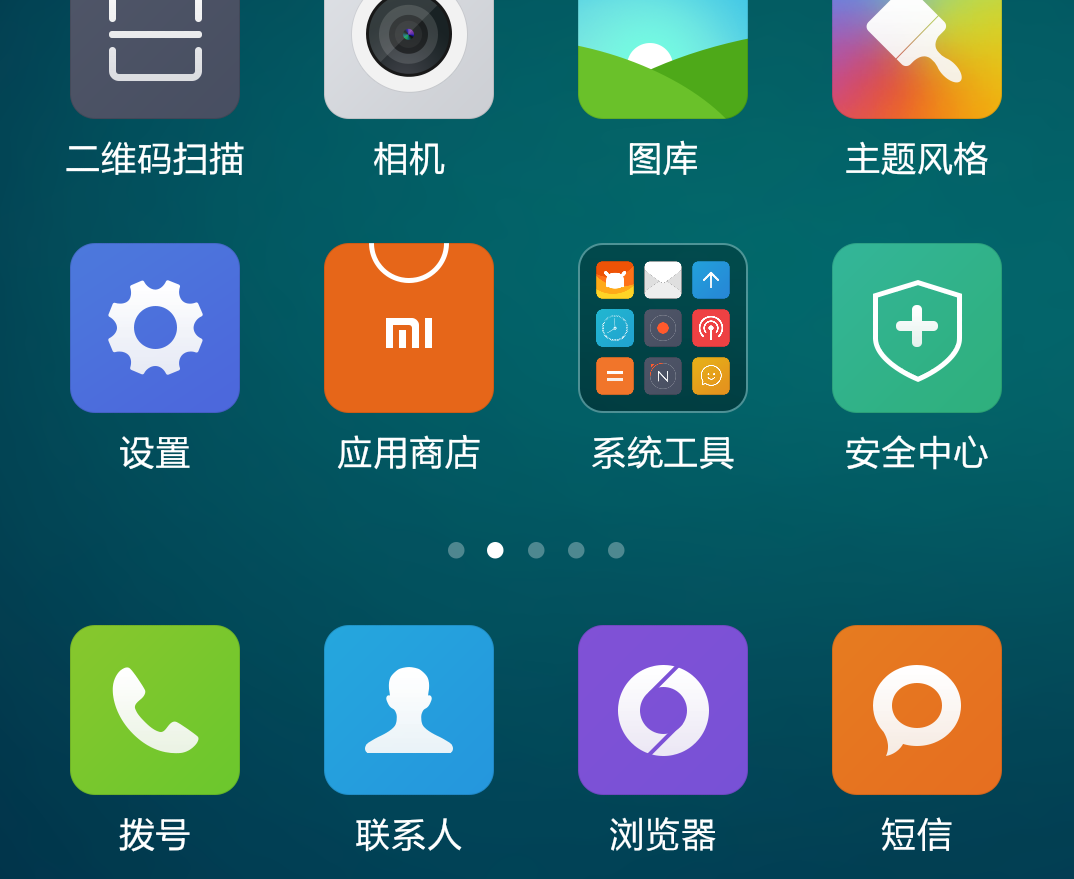 二维码扫描 相机 图库 主题风格
mi
N
设置 应用商店 系统工具 安全中心
拨号 联系人 浏览器 短信